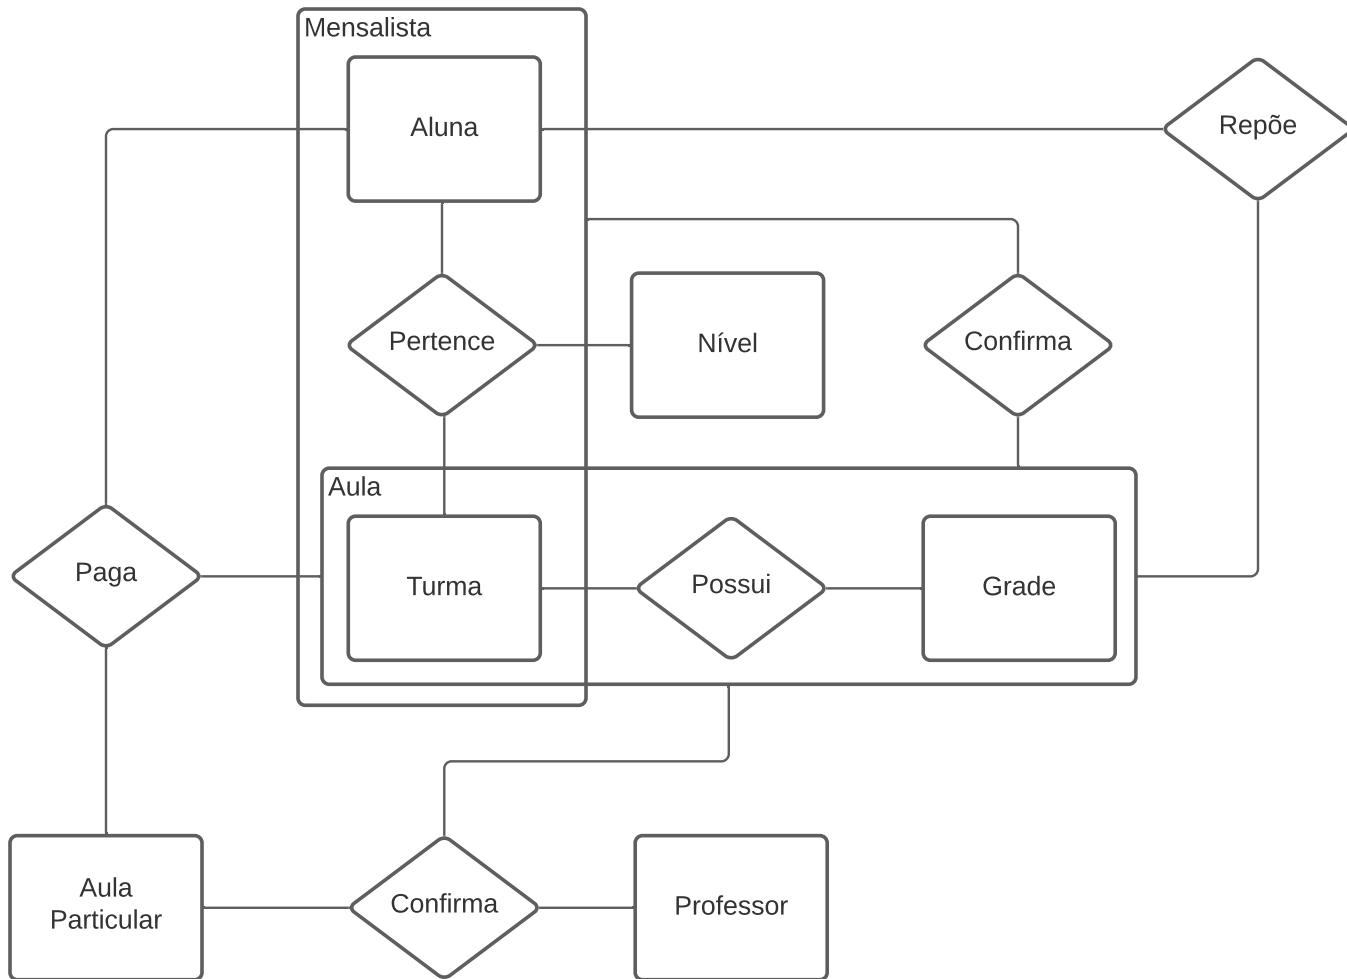 Mensalista
Aluna
Repõe
Pertence
Nível
Confirma
Aula
Paga
Turma
Possui
Grade
Aula
Particular
Confirma
Professor